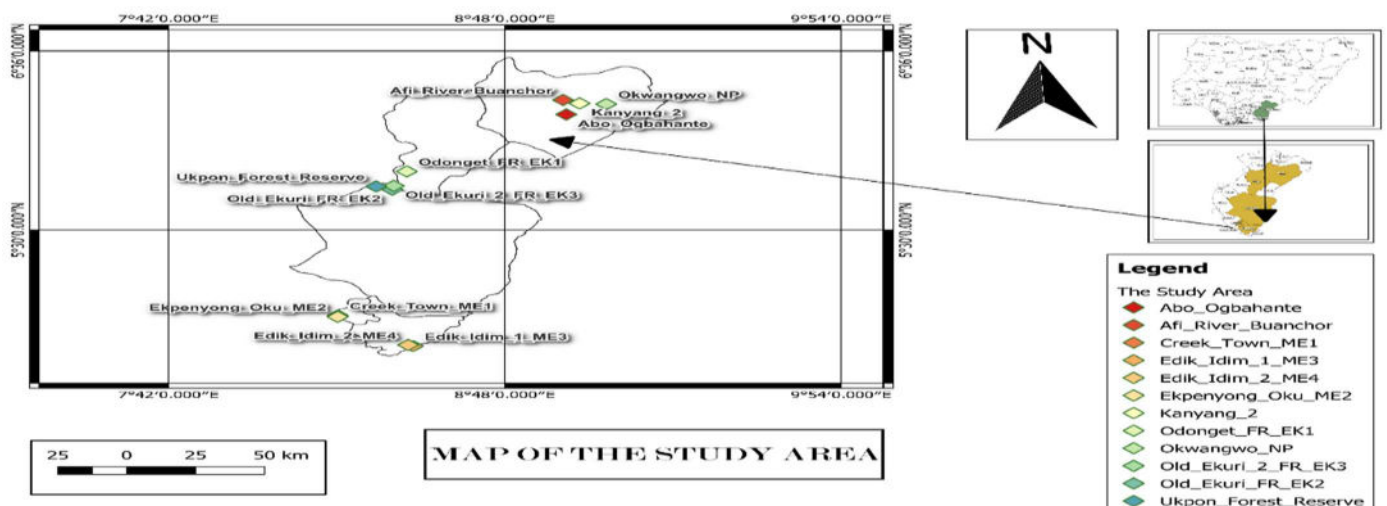 7°42′0.000″E 8°48′0.000″E 9°54′0.000″E
6°36′0.000″N 6°36′0.000″N
Afi_River_Buanchor Okwangwo_NP
Kanyang_2
Abo_Ogbahante
Odonget_FR_EK1
Ukpon_Forest_Reserve
Old_Ekuri_FR_EK2 Old_Ekuri_2_FR_EK3
5°30′0.000″N 5°30′0.000″N
Ekpenyong_Oku_ME2 Creek_Town_ME1
Edik_Idim_2_ME4 Edik_Idim_1_ME3
7°42′0.000″E 8°48′0.000″E 9°54′0.000″E
25 0 25 50 km
MAP OF THE STUDY AREA
N
Legend
The Study Area
Abo_Ogbahante
Afi_River_Buanchor
Creek_Town_ME1
Edik_Idim_1_ME3
Edik_Idim_2_ME4
Ekpenyong_Oku_ME2
Kanyang_2
Odonget_FR_EK1
Okwangwo_NP
Old_Ekuri_2_FR_EK3
Old_Ekuri_FR_EK2
Ukpon_Forest_Reserve